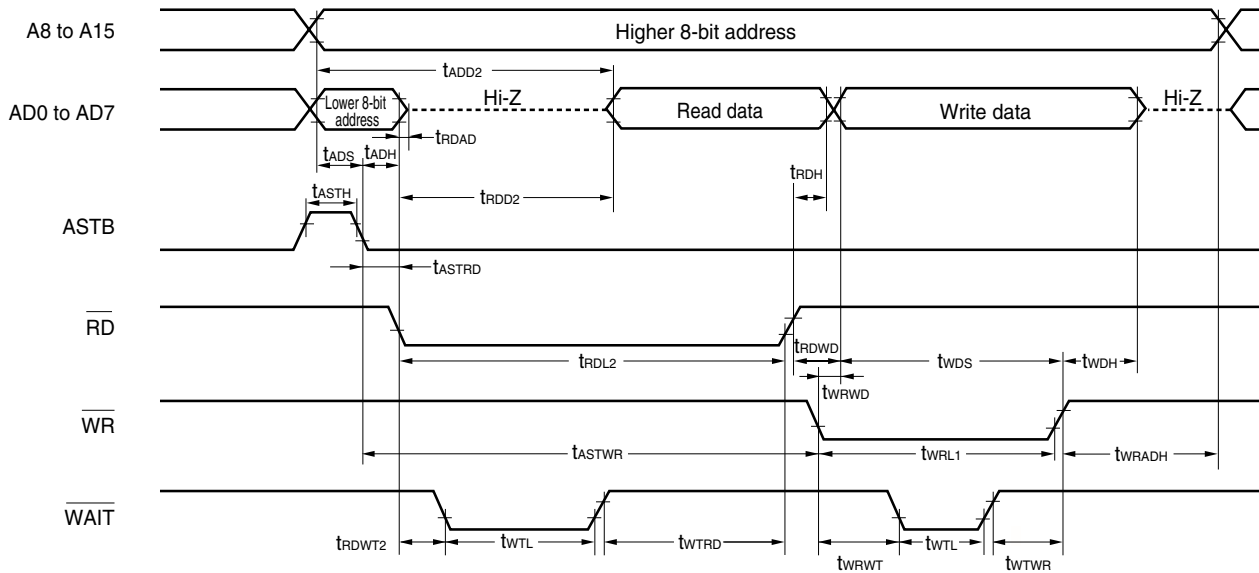 A8 to A15
Higher 8-bit address
tADD2
AD0 to AD7
Lower 8-bit
address
Hi-Z
Read data
Write data
Hi-Z
tRDAD
tADS
tADH
tRDH
tASTH
tRDD2
ASTB
tASTRD
RD
tRDL2
tRDWD
tWDS
tWDH
tWRWD
WR
tASTWR
tWRL1
tWRADH
WAIT
tRDWT2
tWTL
tWTRD
tWRWT
tWTL
tWTWR